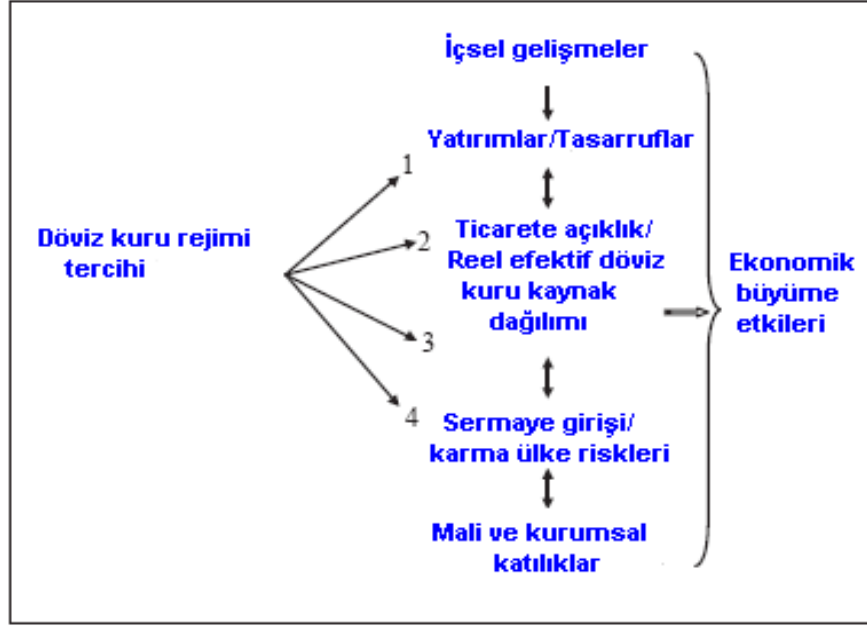 İçsel gelişmeler
Yatırımlar/Tasarruflar
1
Döviz kuru rejimi
tercihi
2
Ticarete açıklık/
Reel efektif döviz
kuru kaynak
dağılımı
Ekonomik
büyüme
etkileri
3
4
Sermaye girişi/
karma ülke riskleri
Mali ve kurumsal
katılıklar